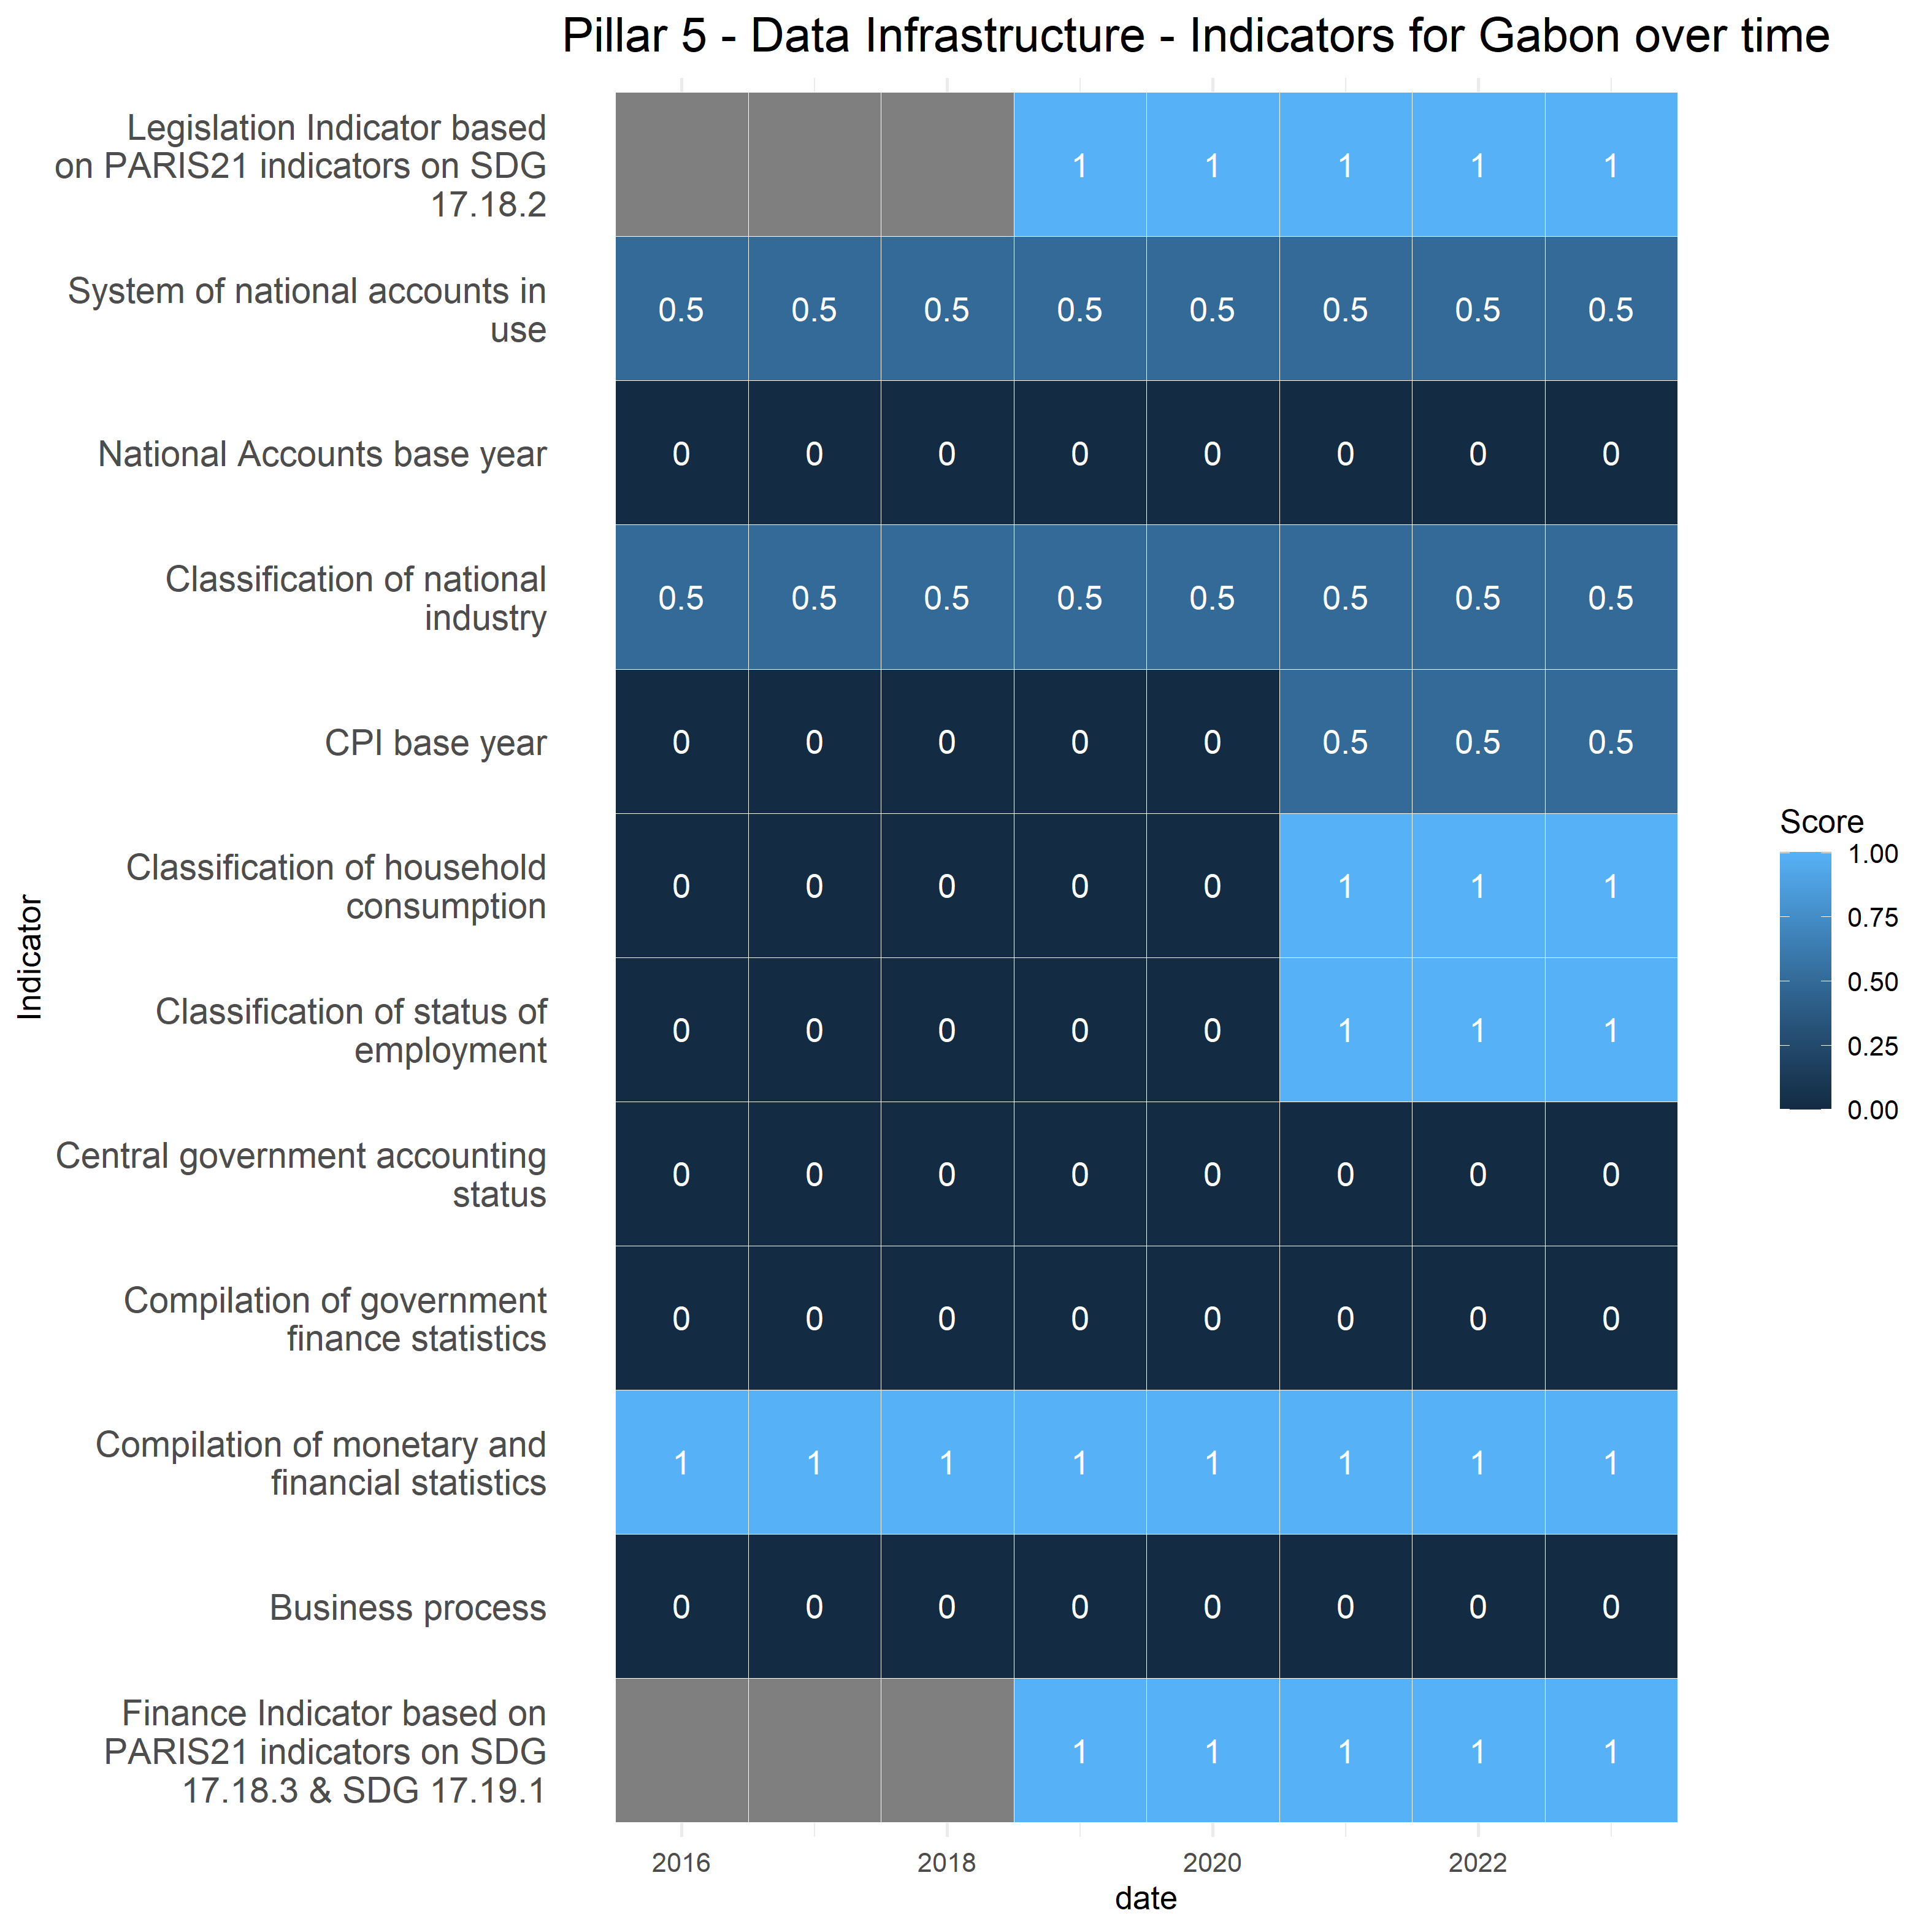 Pillar 5 - Data Infrastructure - Indicators for Gabon over time
Indicator
Legislation Indicator based
on PARIS21 indicators on SDG
17.18.2
1 1 1 1 1
System of national accounts in
use
0.5 0.5 0.5 0.5 0.5 0.5 0.5 0.5
National Accounts base year
0 0 0 0 0 0 0 0
Classification of national
industry
0.5 0.5 0.5 0.5 0.5 0.5 0.5 0.5
CPI base year
0 0 0 0 0 0.5 0.5 0.5
Classification of household
consumption
0 0 0 0 0 1 1 1
Classification of status of
employment
0 0 0 0 0 1 1 1
Central government accounting
status
0 0 0 0 0 0 0 0
Compilation of government
finance statistics
0 0 0 0 0 0 0 0
Compilation of monetary and
financial statistics
1 1 1 1 1 1 1 1
Business process
0 0 0 0 0 0 0 0
Finance Indicator based on
PARIS21 indicators on SDG
17.18.3 & SDG 17.19.1
1 1 1 1 1
2016 2018 2020 2022
date
Score
1.00
0.75
0.50
0.25
0.00